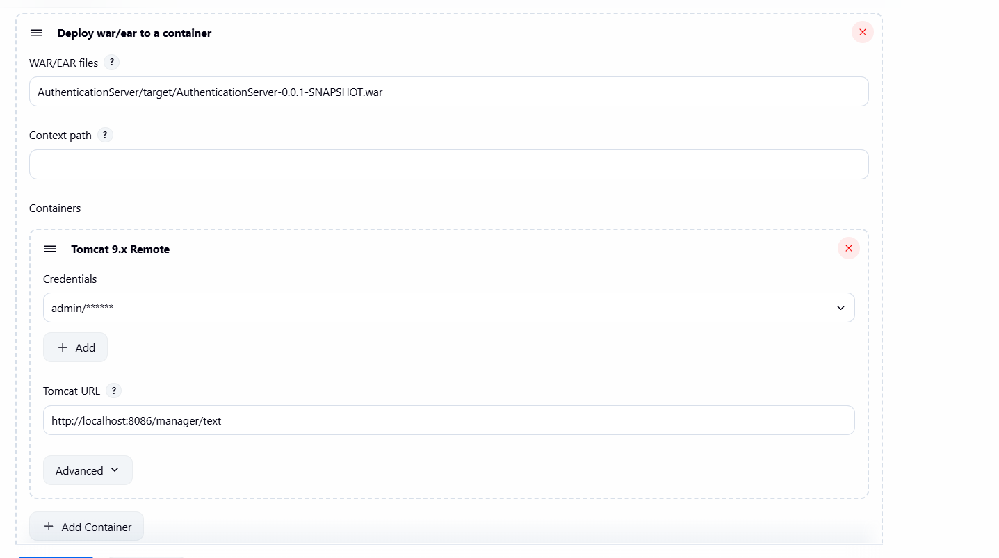 Deploy war/ear to a container
WAR/EAR files ?
AuthenticationServer/target/AuthenticationServer-0.0.1-SNAPSHOT.war
Context path ?
Containers
Tomcat 9.x Remote
Credentials
admin/******
Add
Tomcat URL ?
http://localhost:8086/manager/text
Advanced
Add Container